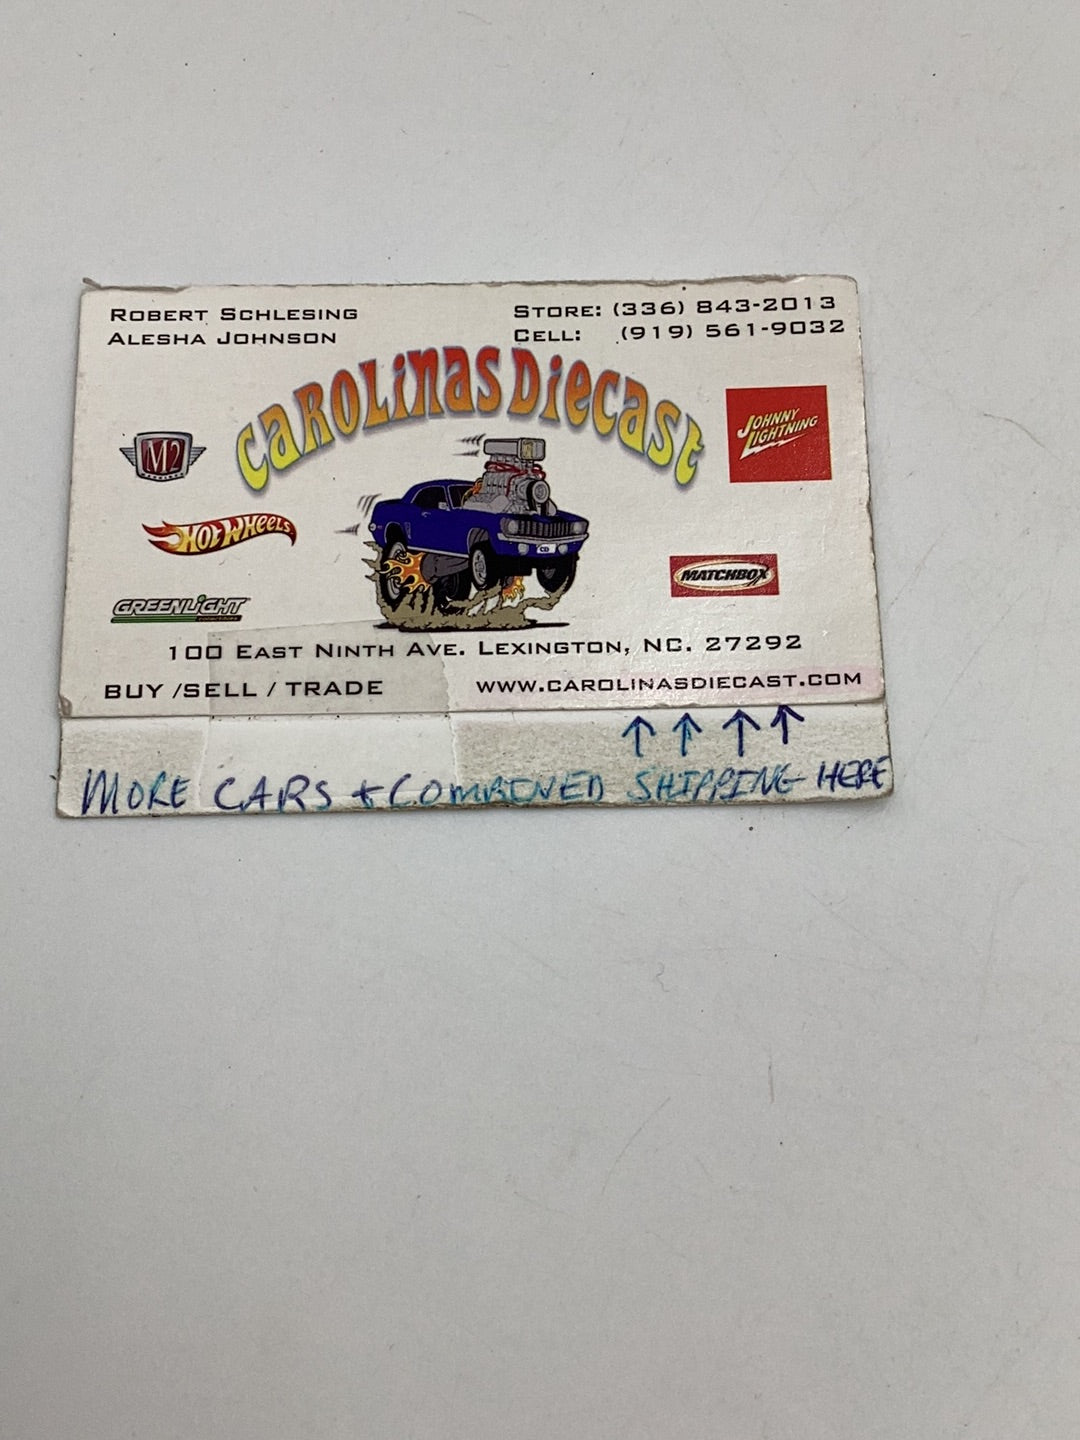 Robert Schlesing
Alesha Johnson
Store: (336) 843-2013
Cell: (919) 561-9032
Carolinas Diecast
M2
Johnny Lightning
Hot Wheels
Matchbox
Greenlight
CD
100 East Ninth Ave. Lexington, NC. 27292
BUY /SELL / TRADE
www.carolinasdiecast.com
MORE CARS + COMBINED SHIPPING HERE